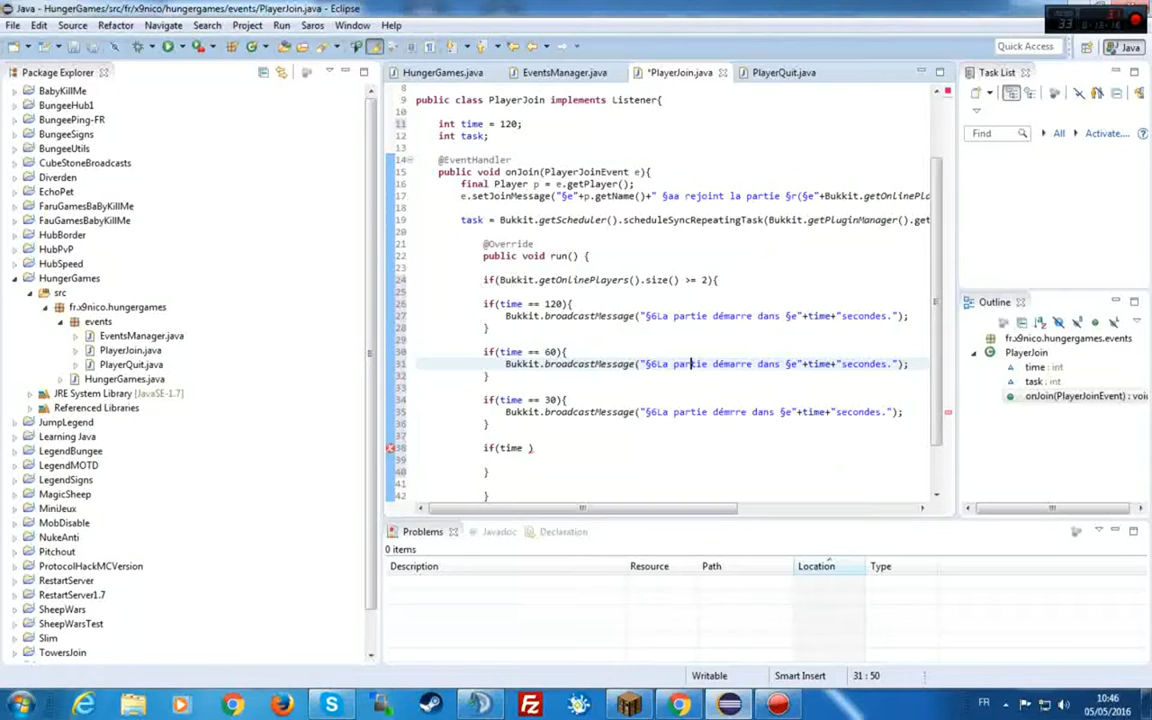 Java - HungerGames/src/fr/x9nico/hungergames/events/PlayerJoin.java - Eclipse
File Edit Source Refactor Navigate Search Project Run Saros Window Help
Quick Access
Java
Package Explorer
BabyKillMe
BungeeHub1
BungeePing-FR
BungeeSigns
BungeeUtils
CubeStoneBroadcasts
Diverden
EchoPet
FaruGamesBaByKillMe
FauGamesBabyKillMe
HubBorder
HubPvP
HubSpeed
HungerGames
src
fr.x9nico.hungergames
events
EventsManager.java
PlayerJoin.java
PlayerQuit.java
HungerGames.java
JRE System Library [JavaSE-1.7]
Referenced Libraries
JumpLegend
Learning Java
LegendBungee
LegendMOTD
LegendSigns
MagicSheep
MiniJeux
MobDisable
NukeAnti
Pitchout
ProtocolHackMCVersion
RestartServer
RestartServer1.7
SheepWars
SheepWarsTest
Slim
TowersJoin
HungerGames.java
EventsManager.java
*PlayerJoin.java
PlayerQuit.java
8
9 public class PlayerJoin implements Listener{
10
11 int time = 120;
12 int task;
13
14 @EventHandler
15 public void onJoin(PlayerJoinEvent e){
16 final Player p = e.getPlayer();
17 e.setJoinMessage("§e"+p.getName()+" §aa rejoint la partie §r(§e"+Bukkit.getOnlinePla
18
19 task = Bukkit.getScheduler().scheduleSyncRepeatingTask(Bukkit.getPluginManager().get
20
21 @Override
22 public void run() {
23
24 if(Bukkit.getOnlinePlayers().size() >= 2){
25
26 if(time == 120){
27 Bukkit.broadcastMessage("§6La partie démarre dans §e"+time+"secondes.");
28 }
29
30 if(time == 60){
31 Bukkit.broadcastMessage("§6La partie démarre dans §e"+time+"secondes.");
32 }
33
34 if(time == 30){
35 Bukkit.broadcastMessage("§6La partie démrre dans §e"+time+"secondes.");
36 }
37
38 if(time )
39
40 }
41
42 }
Task List
Find
All
Activate...
Outline
fr.x9nico.hungergames.events
PlayerJoin
time : int
task : int
onJoin(PlayerJoinEvent) : voi
Problems
Javadoc
Declaration
0 items
Description Resource Path Location Type
Writable
Smart Insert
31 : 50
FR
10:46
05/05/2016